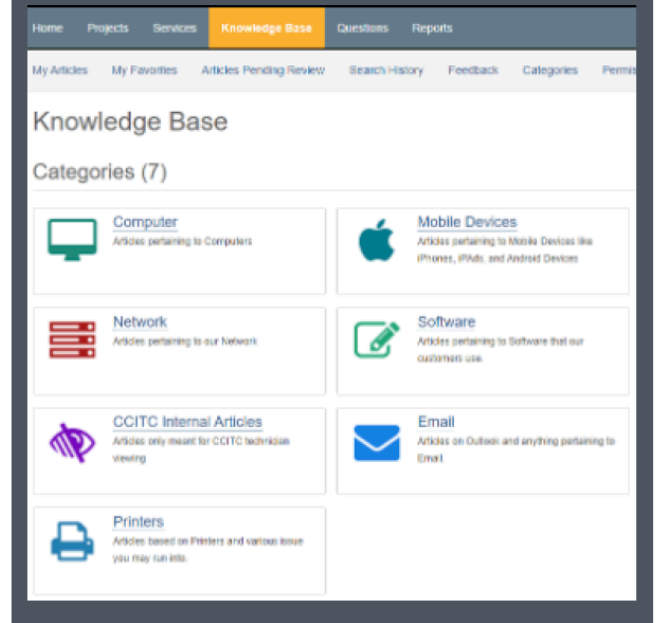 Home Projects Services Knowledge Base Questions Reports
My Articles My Favorites Articles Pending Review Search History Feedback Categories Permis
Knowledge Base
Categories (7)
Computer
Articles pertaining to Computers
Mobile Devices
Articles pertaining to Mobile Devices like
iPhones, iPAds, and Android Devices
Network
Articles pertaining to our Network
Software
Articles pertaining to Software that our
customers use.
CCITC Internal Articles
Articles only meant for CCITC technician
viewing
Email
Articles on Outlook and anything pertaining to
Email
Printers
Articles based on Printers and various issue
you may run into.